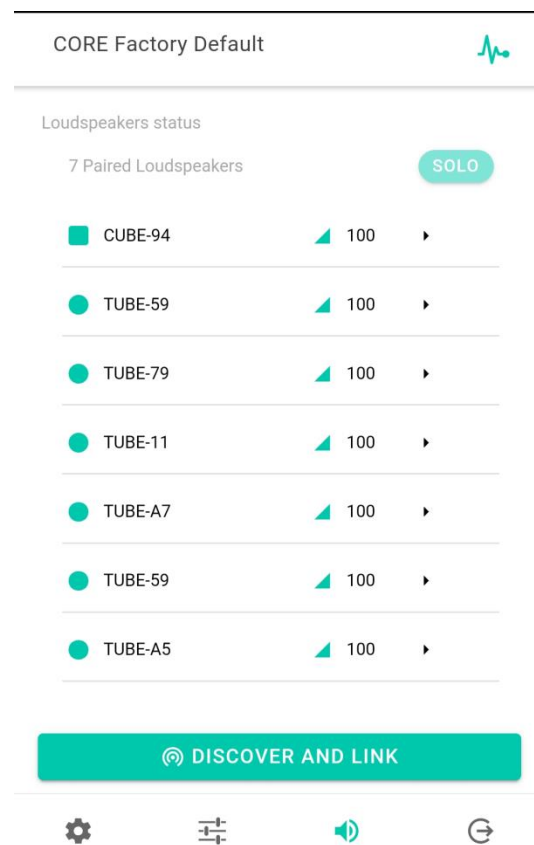 CORE Factory Default
Loudspeakers status
7 Paired Loudspeakers SOLO
CUBE-94 100
TUBE-59 100
TUBE-79 100
TUBE-11 100
TUBE-A7 100
TUBE-59 100
TUBE-A5 100
DISCOVER AND LINK